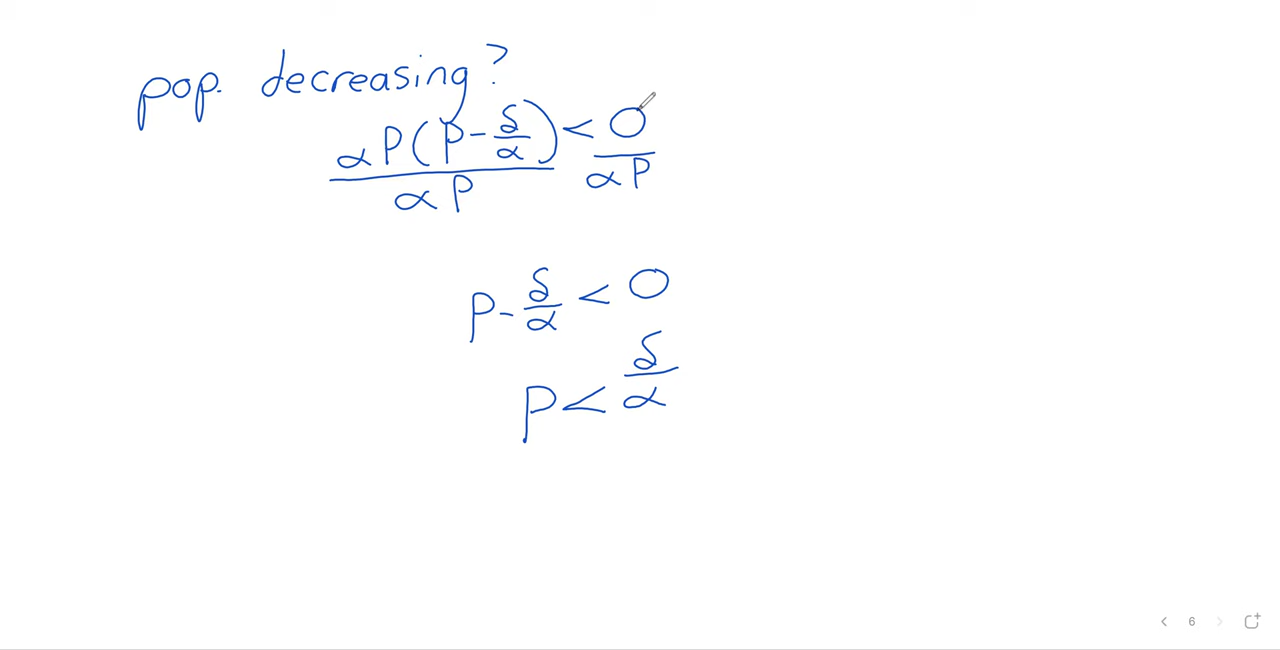 pop. decreasing?
αP(P - δ/α) < 0
αP αP
P - δ/α < 0
P < δ/α
6